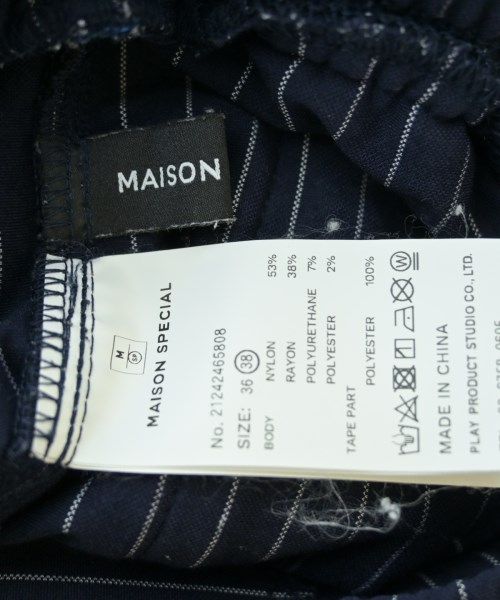 MAISON
M
SP
MAISON SPECIAL
No. 21242465808
SIZE: 36 38
BODY NYLON 53%
RAYON 38%
POLYURETHANE 7%
POLYESTER 2%
TAPE PART POLYESTER 100%
W
MADE IN CHINA
PLAY PRODUCT STUDIO CO., LTD.